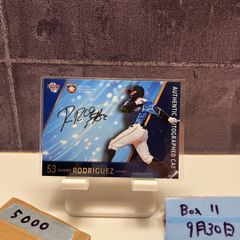 AUTHENTIC
AUTOGRAPHED CARD
53 RONNY RODRIGUEZ
5000
Box 11
9月30日